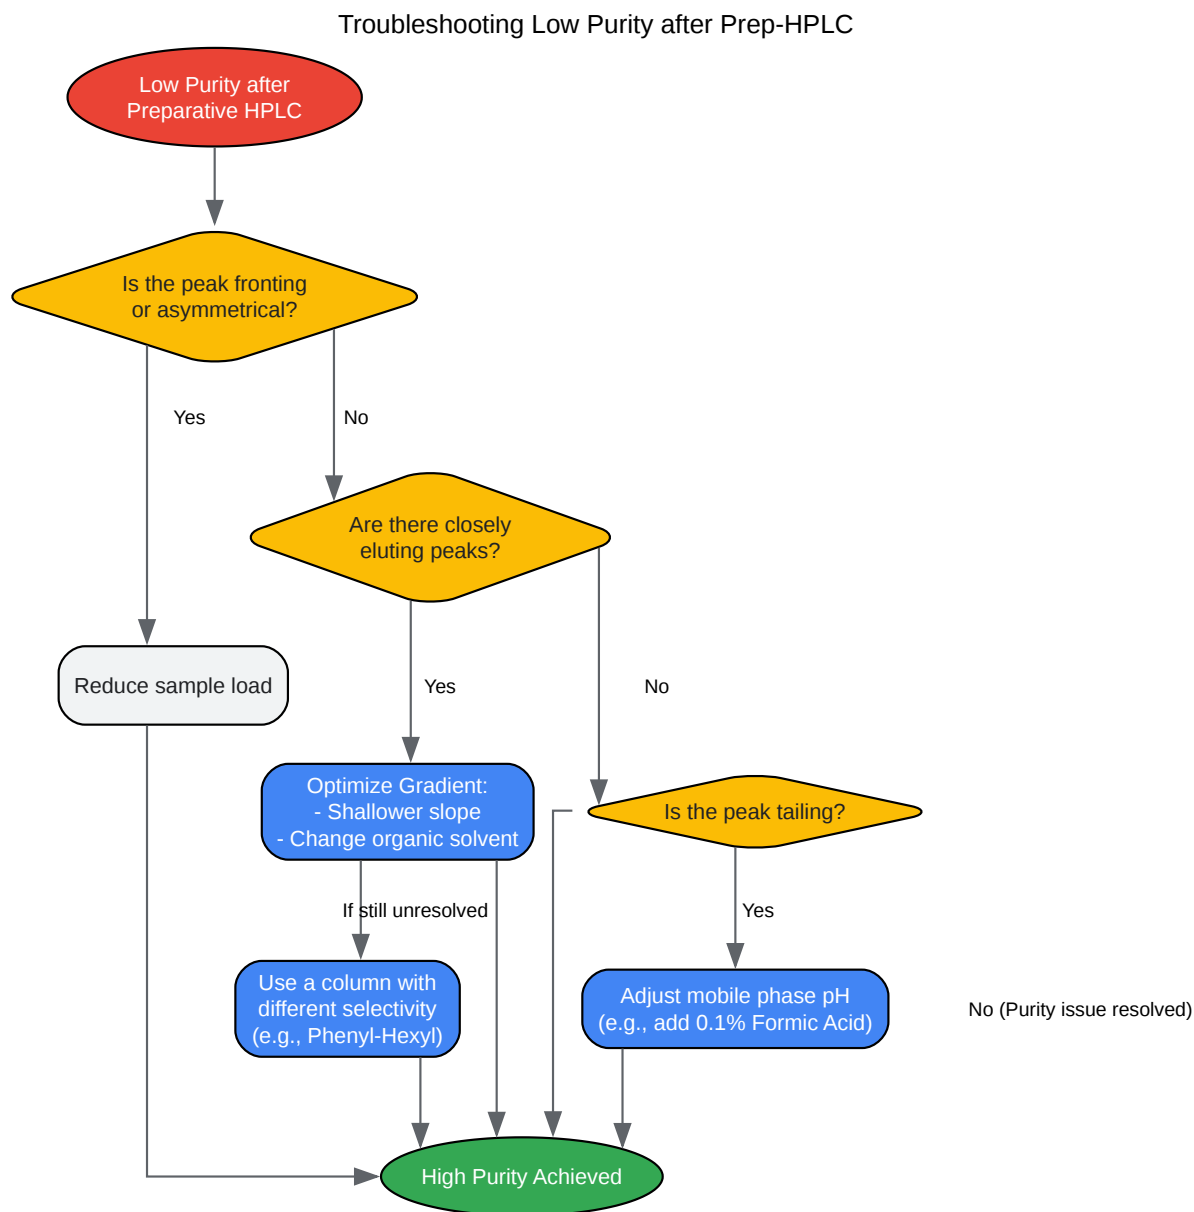 Troubleshooting Low Purity after Prep-HPLC
Low Purity after
Preparative HPLC
Is the peak fronting
or asymmetrical?
Yes
No
Are there closely
eluting peaks?
Reduce sample load
Yes
No
Optimize Gradient:
- Shallower slope
- Change organic solvent
Is the peak tailing?
If still unresolved
Yes
Use a column with
different selectivity
(e.g., Phenyl-Hexyl)
Adjust mobile phase pH
(e.g., add 0.1% Formic Acid)
No (Purity issue resolved)
High Purity Achieved